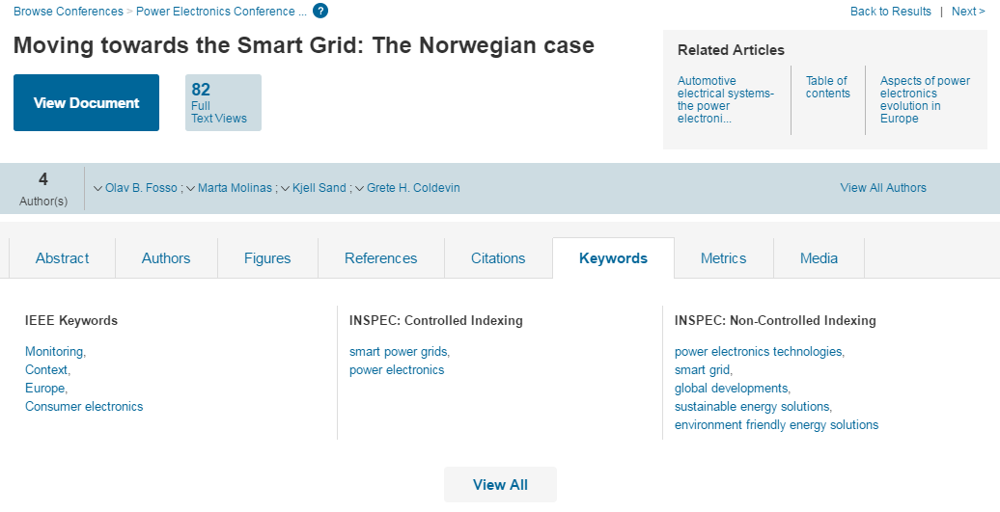 Browse Conferences > Power Electronics Conference ... ?
Back to Results | Next >
Moving towards the Smart Grid: The Norwegian case
View Document
82
Full
Text Views
Related Articles
Automotive
electrical systems-
the power
electroni...
Table of
contents
Aspects of power
electronics
evolution in
Europe
4
Author(s)
Olav B. Fosso ; Marta Molinas ; Kjell Sand ; Grete H. Coldevin
View All Authors
Abstract
Authors
Figures
References
Citations
Keywords
Metrics
Media
IEEE Keywords
Monitoring,
Context,
Europe,
Consumer electronics
INSPEC: Controlled Indexing
smart power grids,
power electronics
INSPEC: Non-Controlled Indexing
power electronics technologies,
smart grid,
global developments,
sustainable energy solutions,
environment friendly energy solutions
View All